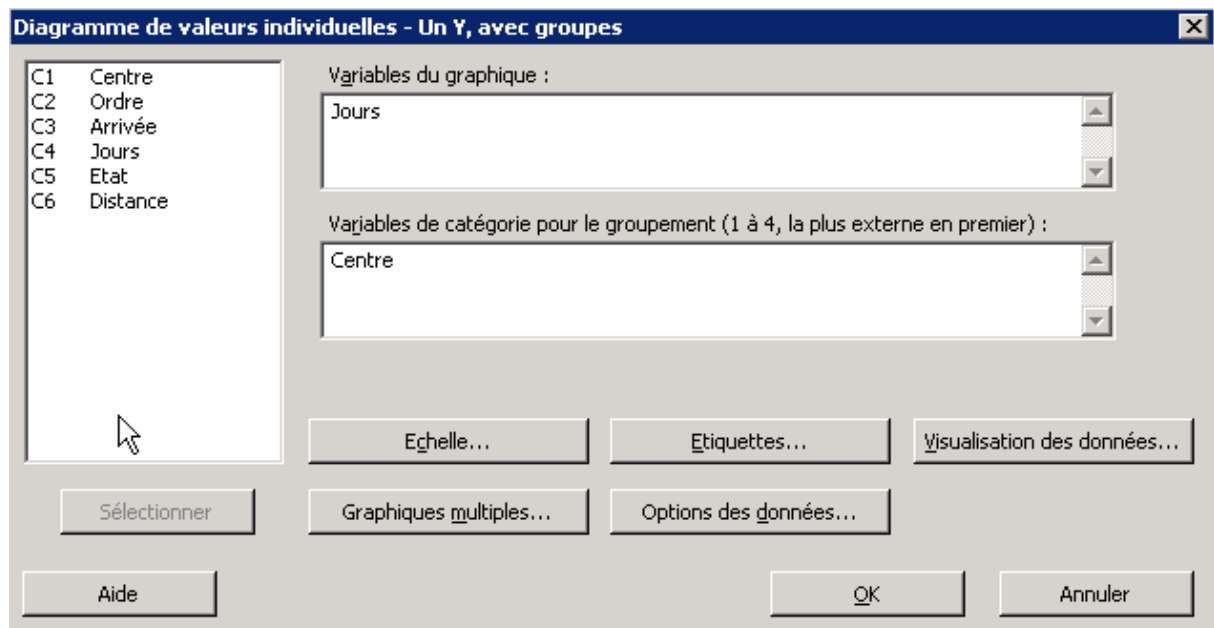 Diagramme de valeurs individuelles - Un Y, avec groupes
C1 Centre
C2 Ordre
C3 Arrivée
C4 Jours
C5 Etat
C6 Distance
Variables du graphique :
Jours
Variables de catégorie pour le groupement (1 à 4, la plus externe en premier) :
Centre
Echelle... Etiquettes... Visualisation des données...
Sélectionner Graphiques multiples... Options des données...
Aide OK Annuler